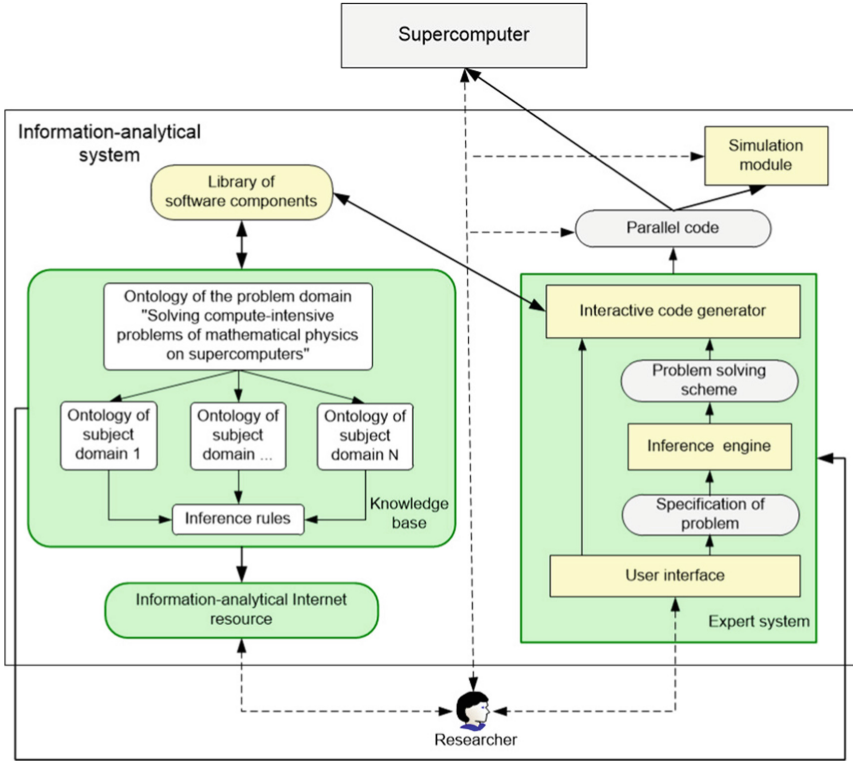 Supercomputer
Information-analytical
system
Simulation
module
Library of
software components
Parallel code
Ontology of the problem domain
"Solving compute-intensive
problems of mathematical physics
on supercomputers"
Interactive code generator
Problem solving
scheme
Ontology of
subject
domain 1
Ontology of
subject
domain ...
Ontology of
subject
domain N
Inference engine
Knowledge
base
Inference rules
Specification of
problem
User interface
Information-analytical Internet
resource
Expert system
Researcher